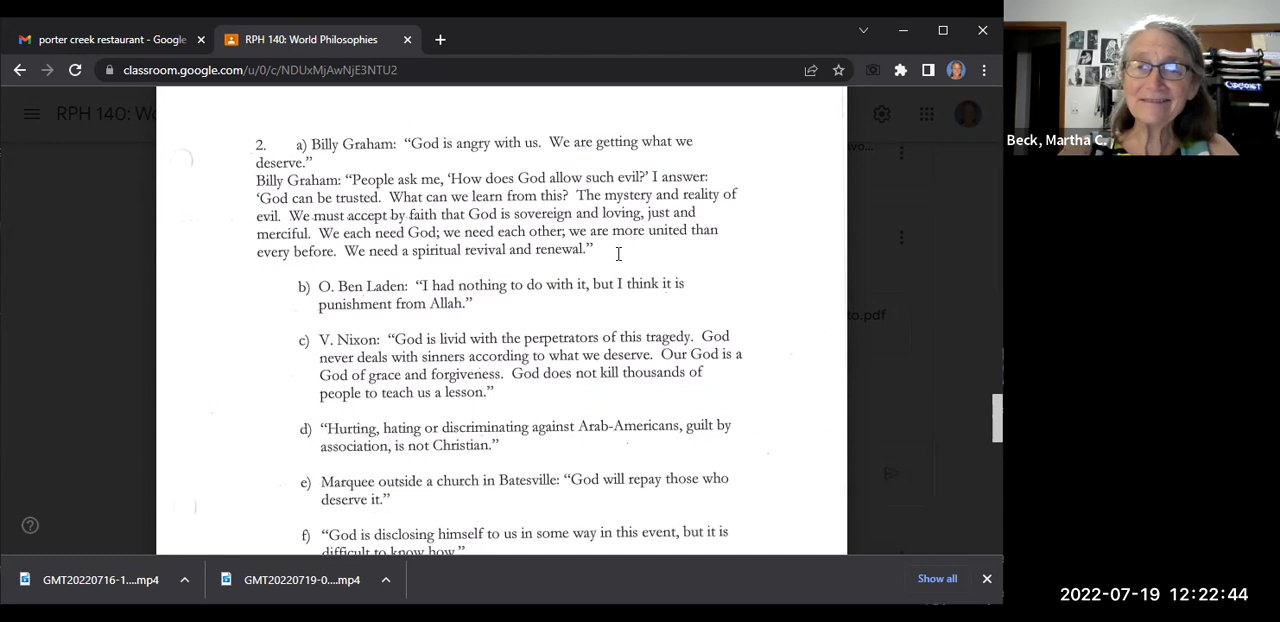 porter creek restaurant - Google
RPH 140: World Philosophies
classroom.google.com/u/0/c/NDUxMjAwNjE3NTU2
RPH 140: Wo
2. a) Billy Graham: “God is angry with us. We are getting what we
deserve.”
Billy Graham: “People ask me, ‘How does God allow such evil?’ I answer:
‘God can be trusted. What can we learn from this? The mystery and reality of
evil. We must accept by faith that God is sovereign and loving, just and
merciful. We each need God; we need each other; we are more united than
every before. We need a spiritual revival and renewal.”
b) O. Ben Laden: “I had nothing to do with it, but I think it is
punishment from Allah.”
c) V. Nixon: “God is livid with the perpetrators of this tragedy. God
never deals with sinners according to what we deserve. Our God is a
God of grace and forgiveness. God does not kill thousands of
people to teach us a lesson.”
d) “Hurting, hating or discriminating against Arab-Americans, guilt by
association, is not Christian.”
e) Marquee outside a church in Batesville: “God will repay those who
deserve it.”
f) “God is disclosing himself to us in some way in this event, but it is
difficult to know how.”
to.pdf
GMT20220716-1....mp4
GMT20220719-0....mp4
Show all
Beck, Martha C.
2022-07-19 12:22:44